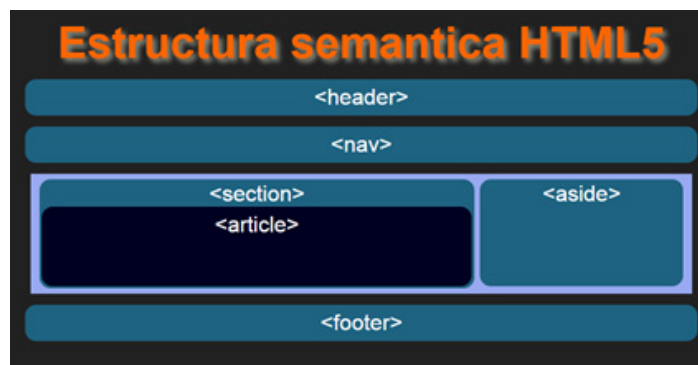 Estructura semantica HTML5
<header>
<nav>
<section>
<aside>
<article>
<footer>